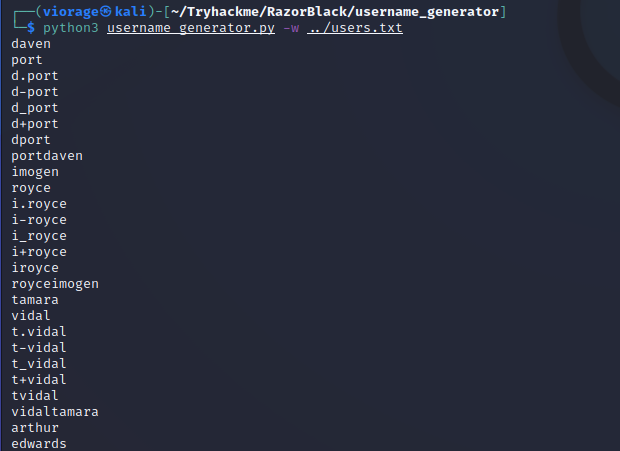 ┌──(viorage㉿kali)-[~/Tryhackme/RazorBlack/username_generator]
└─$ python3 username_generator.py -w ../users.txt
daven
port
d.port
d-port
d_port
d+port
dport
portdaven
imogen
royce
i.royce
i-royce
i_royce
i+royce
iroyce
royceimogen
tamara
vidal
t.vidal
t-vidal
t_vidal
t+vidal
tvidal
vidaltamara
arthur
edwards